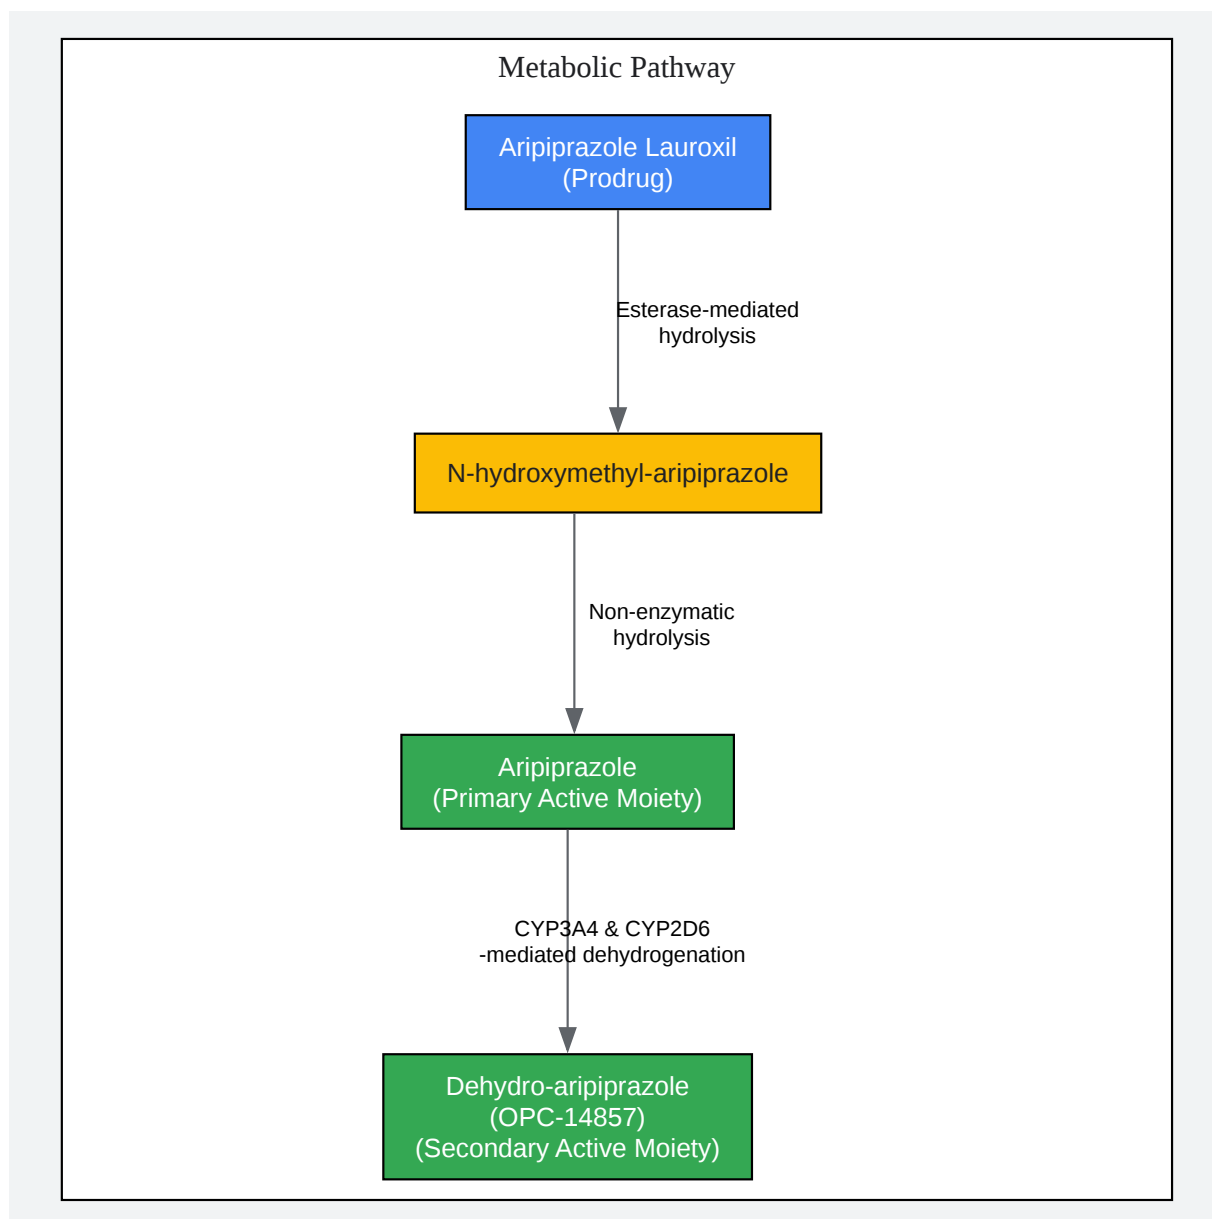 Metabolic Pathway
Aripiprazole Lauroxil
(Prodrug)
Esterase-mediated
hydrolysis
N-hydroxymethyl-aripiprazole
Non-enzymatic
hydrolysis
Aripiprazole
(Primary Active Moiety)
CYP3A4 & CYP2D6
-mediated dehydrogenation
Dehydro-aripiprazole
(OPC-14857)
(Secondary Active Moiety)